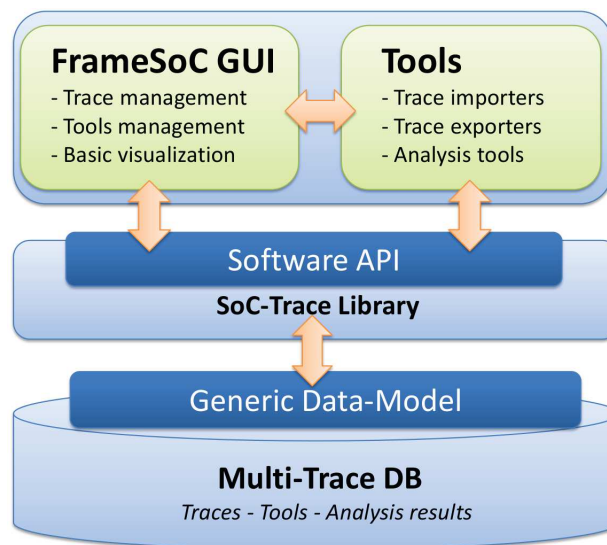 FrameSoC GUI
- Trace management
- Tools management
- Basic visualization
Tools
- Trace importers
- Trace exporters
- Analysis tools
Software API
SoC-Trace Library
Generic Data-Model
Multi-Trace DB
Traces - Tools - Analysis results